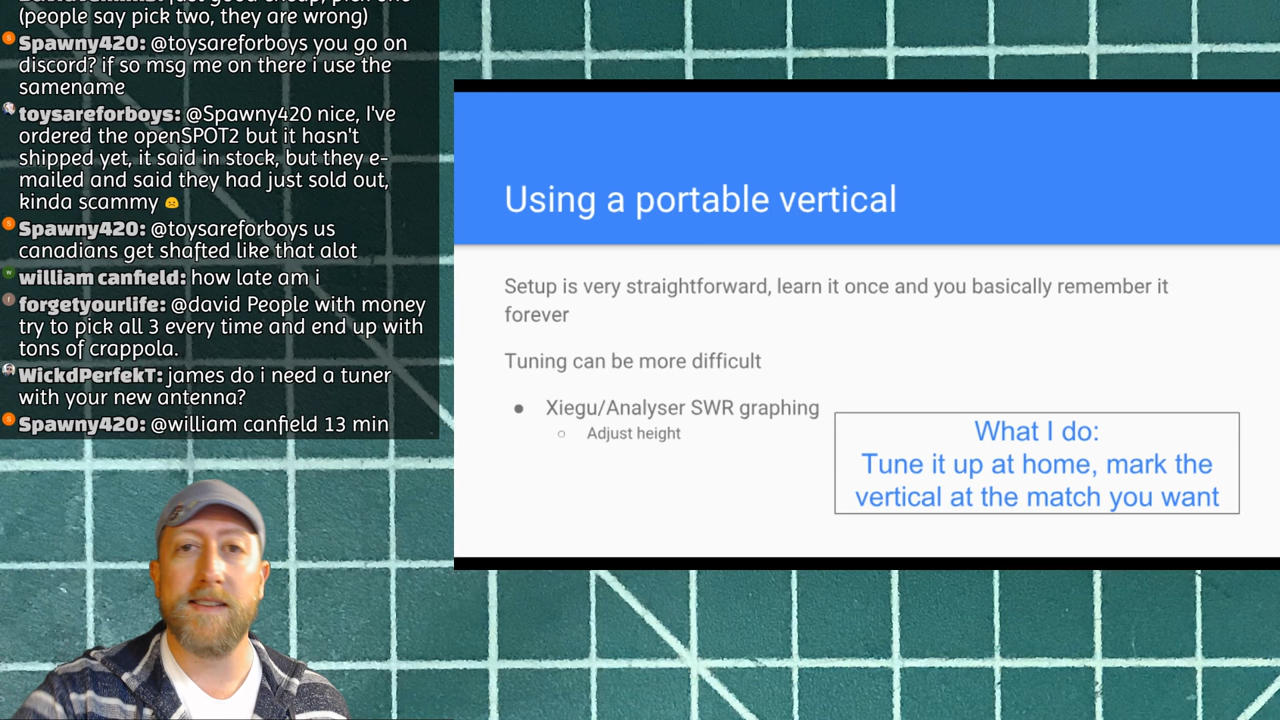 (people say pick two, they are wrong)
Spawny420: @toysareforboys you go on
discord? if so msg me on there i use the
samename
toysareforboys: @Spawny420 nice, I've
ordered the openSPOT2 but it hasn't
shipped yet, it said in stock, but they e-
mailed and said they had just sold out,
kinda scammy
Spawny420: @toysareforboys us
canadians get shafted like that alot
william canfield: how late am i
forgetyourlife: @david People with money
try to pick all 3 every time and end up with
tons of crappola.
WickdPerfekT: james do i need a tuner
with your new antenna?
Spawny420: @william canfield 13 min
Using a portable vertical
Setup is very straightforward, learn it once and you basically remember it
forever
Tuning can be more difficult
● Xiegu/Analyser SWR graphing
○ Adjust height
What I do:
Tune it up at home, mark the
vertical at the match you want